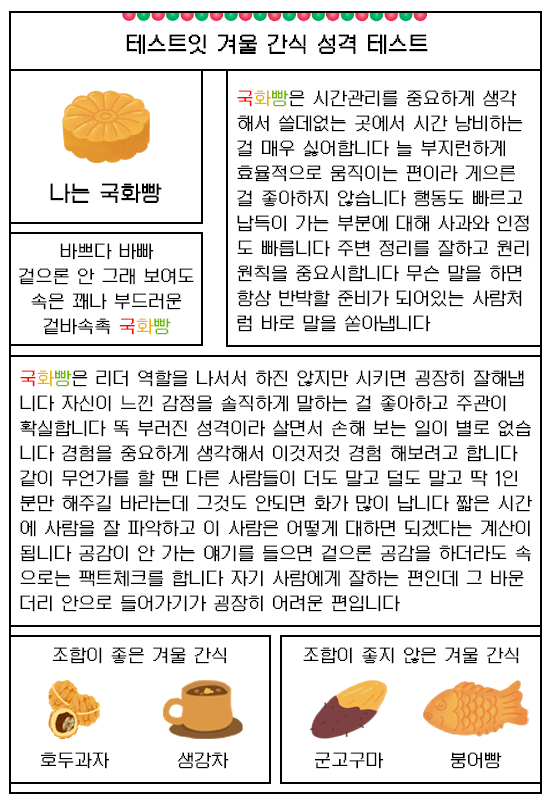 테스트잇 겨울 간식 성격 테스트
나는 국화빵
바쁘다 바빠
겉으론 안 그래 보여도
속은 꽤나 부드러운
겉바속촉 국화빵
국화빵은 시간관리를 중요하게 생각
해서 쓸데없는 곳에서 시간 낭비하는
걸 매우 싫어합니다 늘 부지런하게
효율적으로 움직이는 편이라 게으른
걸 좋아하지 않습니다 행동도 빠르고
납득이 가는 부분에 대해 사과와 인정
도 빠릅니다 주변 정리를 잘하고 원리
원칙을 중요시합니다 무슨 말을 하면
항상 반박할 준비가 되어있는 사람처
럼 바로 말을 쏟아냅니다
국화빵은 리더 역할을 나서서 하진 않지만 시키면 굉장히 잘해냅
니다 자신이 느낀 감정을 솔직하게 말하는 걸 좋아하고 주관이
확실합니다 똑 부러진 성격이라 살면서 손해 보는 일이 별로 없습
니다 경험을 중요하게 생각해서 이것저것 경험 해보려고 합니다
같이 무언가를 할 땐 다른 사람들이 더도 말고 덜도 말고 딱 1인
분만 해주길 바라는데 그것도 안되면 화가 많이 납니다 짧은 시간
에 사람을 잘 파악하고 이 사람은 어떻게 대하면 되겠다는 계산이
됩니다 공감이 안 가는 얘기를 들으면 겉으론 공감을 하더라도 속
으로는 팩트체크를 합니다 자기 사람에게 잘하는 편인데 그 바운
더리 안으로 들어가기가 굉장히 어려운 편입니다
조합이 좋은 겨울 간식
호두과자
생강차
조합이 좋지 않은 겨울 간식
군고구마
붕어빵